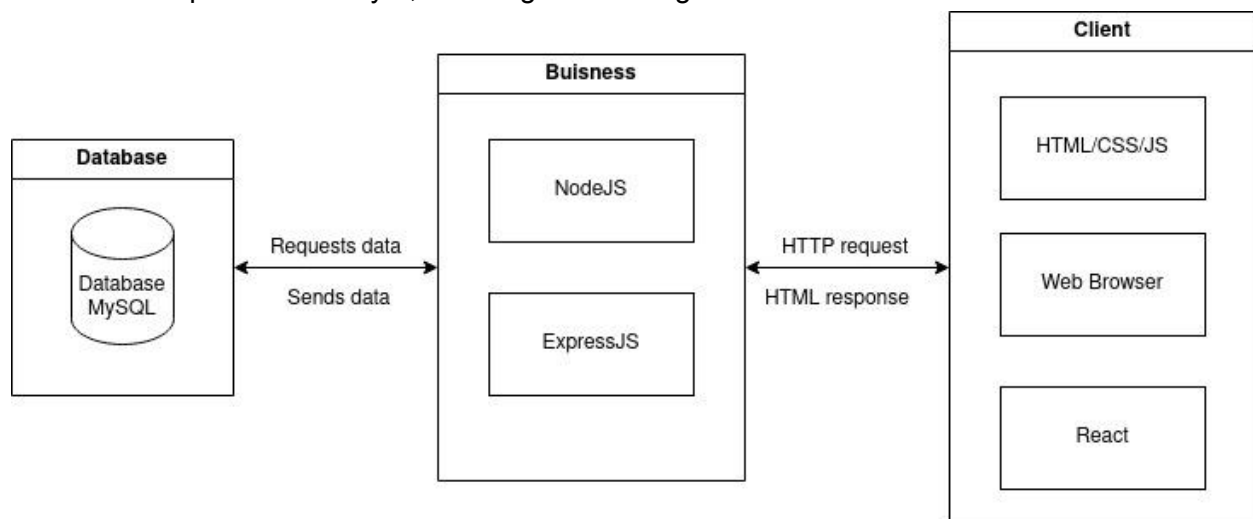 Client
Buisness
HTML/CSS/JS
Database
NodeJS
Requests data
HTTP request
Database
MySQL
Web Browser
Sends data
HTML response
ExpressJS
React